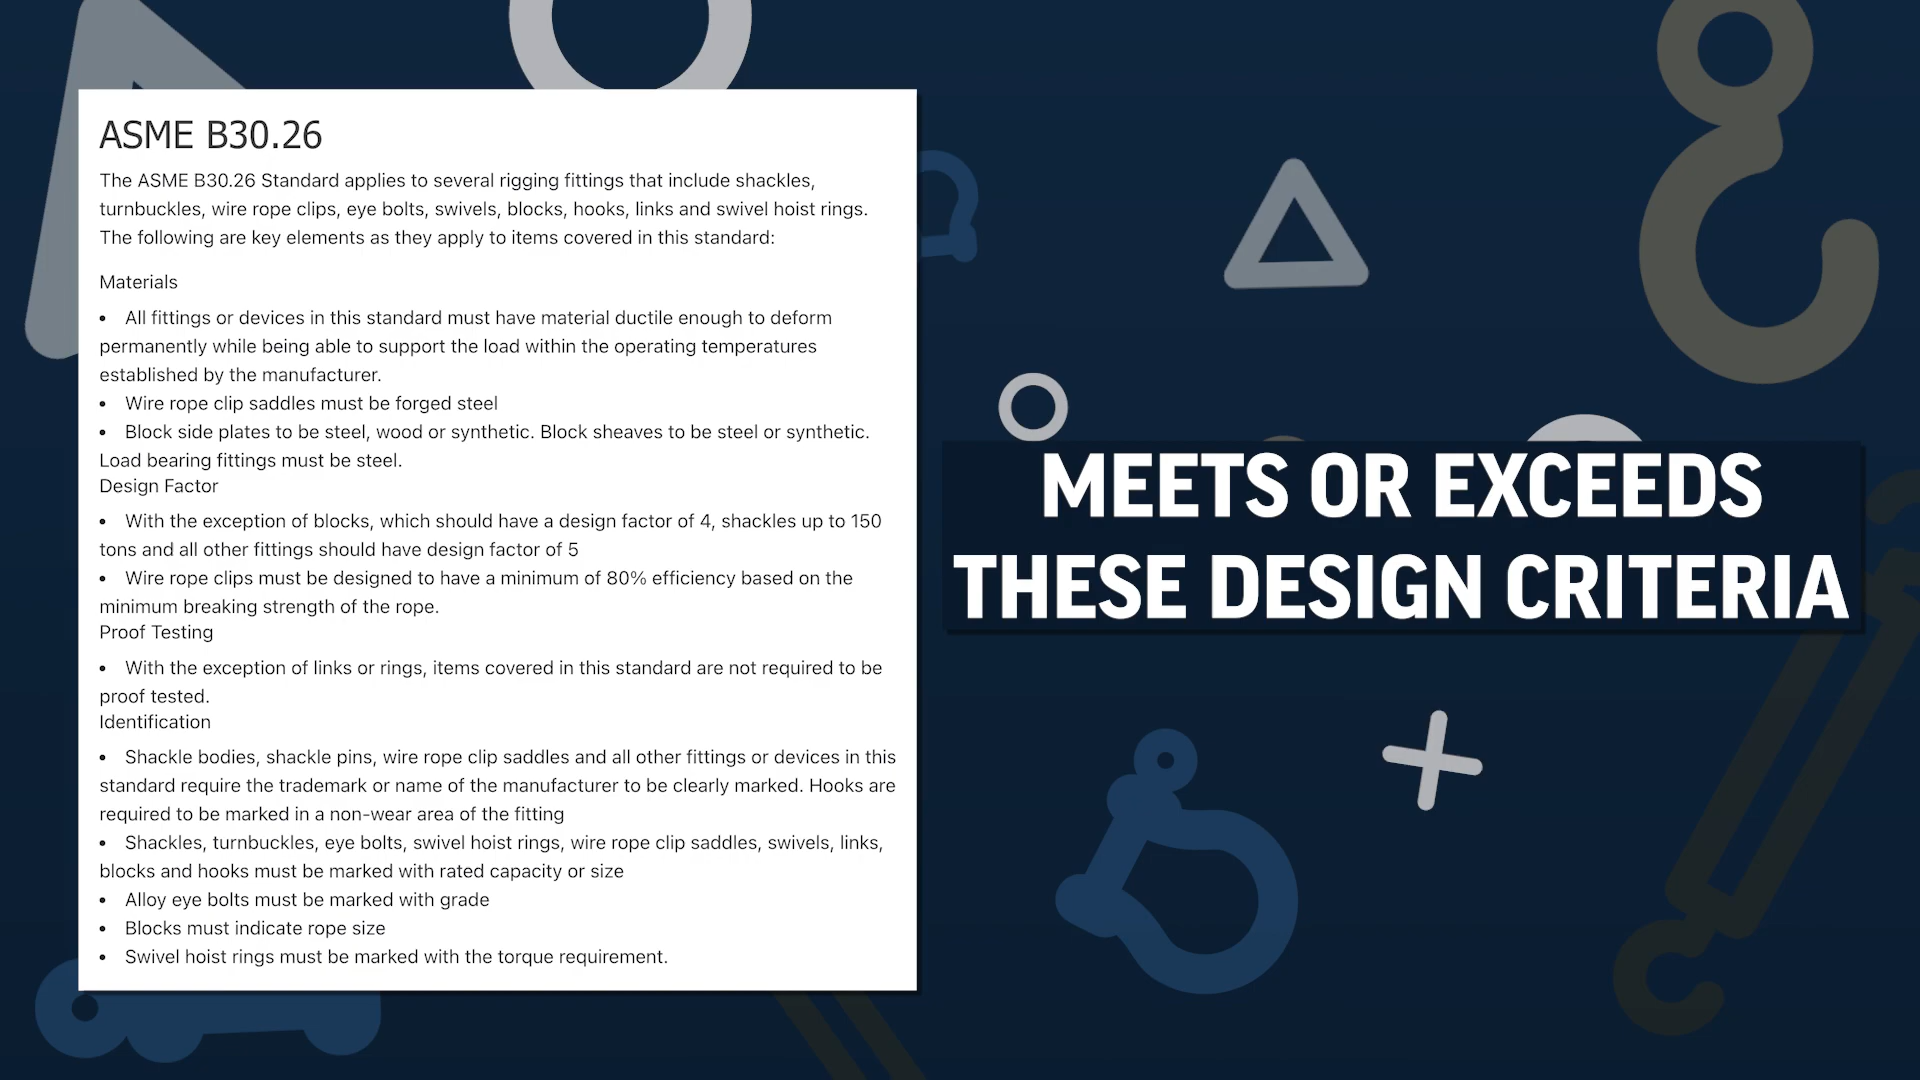 ASME B30.26
The ASME B30.26 Standard applies to several rigging fittings that include shackles,
turnbuckles, wire rope clips, eye bolts, swivels, blocks, hooks, links and swivel hoist rings.
The following are key elements as they apply to items covered in this standard:
Materials
• All fittings or devices in this standard must have material ductile enough to deform
permanently while being able to support the load within the operating temperatures
established by the manufacturer.
• Wire rope clip saddles must be forged steel
• Block side plates to be steel, wood or synthetic. Block sheaves to be steel or synthetic.
Load bearing fittings must be steel.
Design Factor
• With the exception of blocks, which should have a design factor of 4, shackles up to 150
tons and all other fittings should have design factor of 5
• Wire rope clips must be designed to have a minimum of 80% efficiency based on the
minimum breaking strength of the rope.
Proof Testing
• With the exception of links or rings, items covered in this standard are not required to be
proof tested.
Identification
• Shackle bodies, shackle pins, wire rope clip saddles and all other fittings or devices in this
standard require the trademark or name of the manufacturer to be clearly marked. Hooks are
required to be marked in a non-wear area of the fitting
• Shackles, turnbuckles, eye bolts, swivel hoist rings, wire rope clip saddles, swivels, links,
blocks and hooks must be marked with rated capacity or size
• Alloy eye bolts must be marked with grade
• Blocks must indicate rope size
• Swivel hoist rings must be marked with the torque requirement.
MEETS OR EXCEEDS
THESE DESIGN CRITERIA